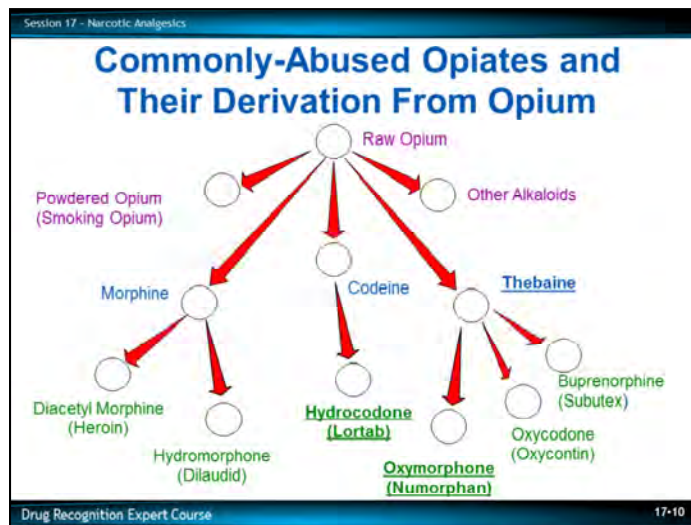 Session 17 - Narcotic Analgesics
Commonly-Abused Opiates and
Their Derivation From Opium
Raw Opium
Powdered Opium
(Smoking Opium)
Other Alkaloids
Morphine
Codeine
Thebaine
Diacetyl Morphine
(Heroin)
Hydromorphone
(Dilaudid)
Hydrocodone
(Lortab)
Oxymorphone
(Numorphan)
Oxycodone
(Oxycontin)
Buprenorphine
(Subutex)
Drug Recognition Expert Course
17-10